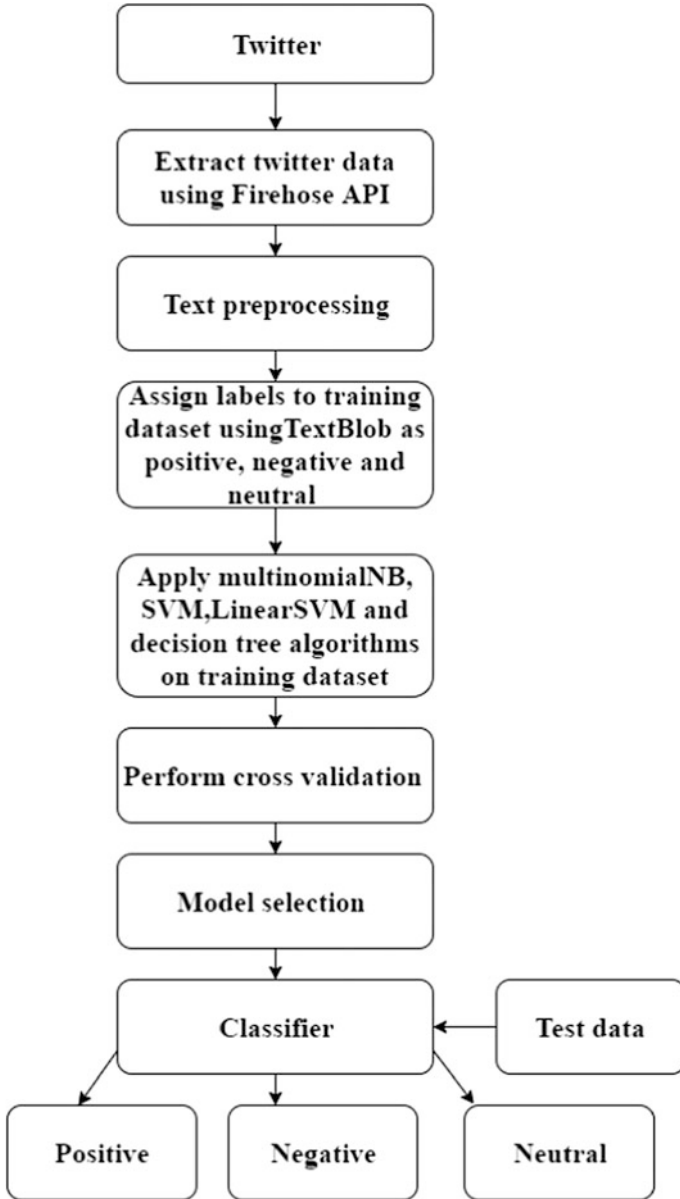 Twitter
Extract twitter data
using Firehose API
Text preprocessing
Assign labels to training
dataset usingTextBlob as
positive, negative and
neutral
Apply multinomialNB,
SVM,LinearSVM and
decision tree algorithms
on training dataset
Perform cross validation
Model selection
Classifier
Test data
Positive
Negative
Neutral